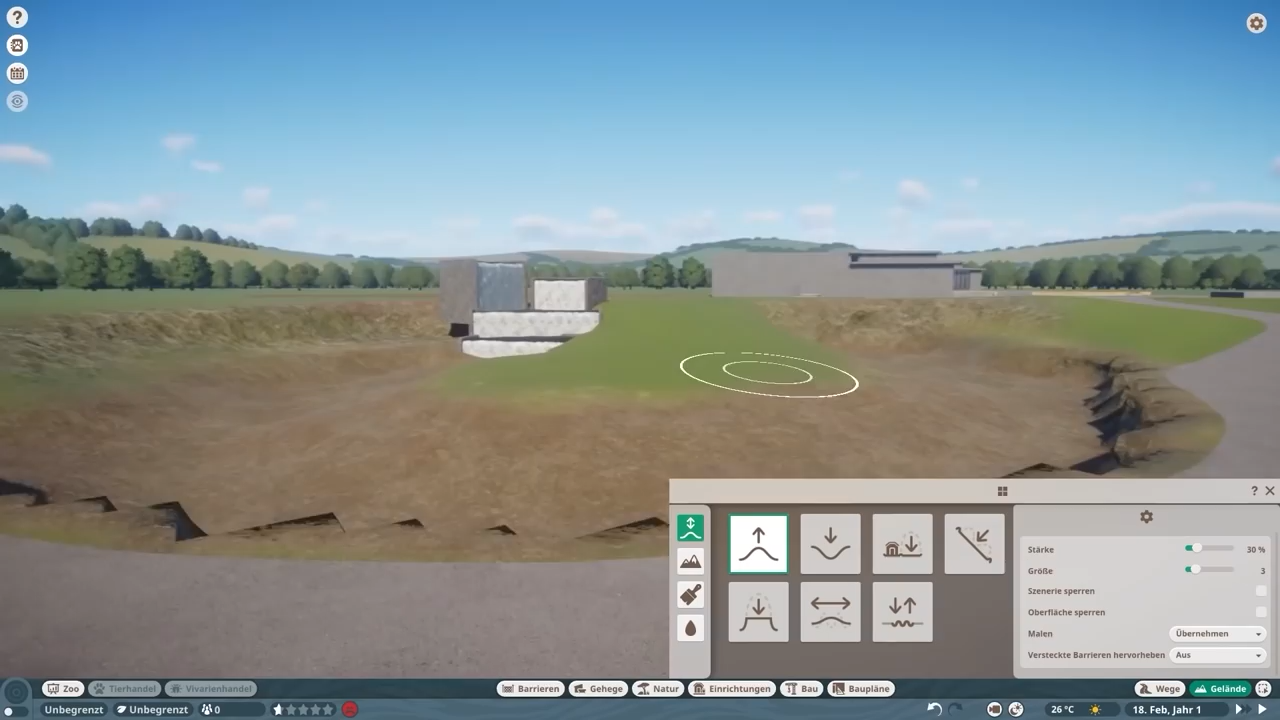 ?
? ✕
Stärke 30 %
Größe 3
Szenerie sperren
Oberfläche sperren
Malen Übernehmen
Versteckte Barrieren hervorheben Aus
Zoo Tierhandel Vivarienhandel Barrieren Gehege Natur Einrichtungen Bau Baupläne Wege Gelände
Unbegrenzt Unbegrenzt 0 26 °C 18. Feb, Jahr 1